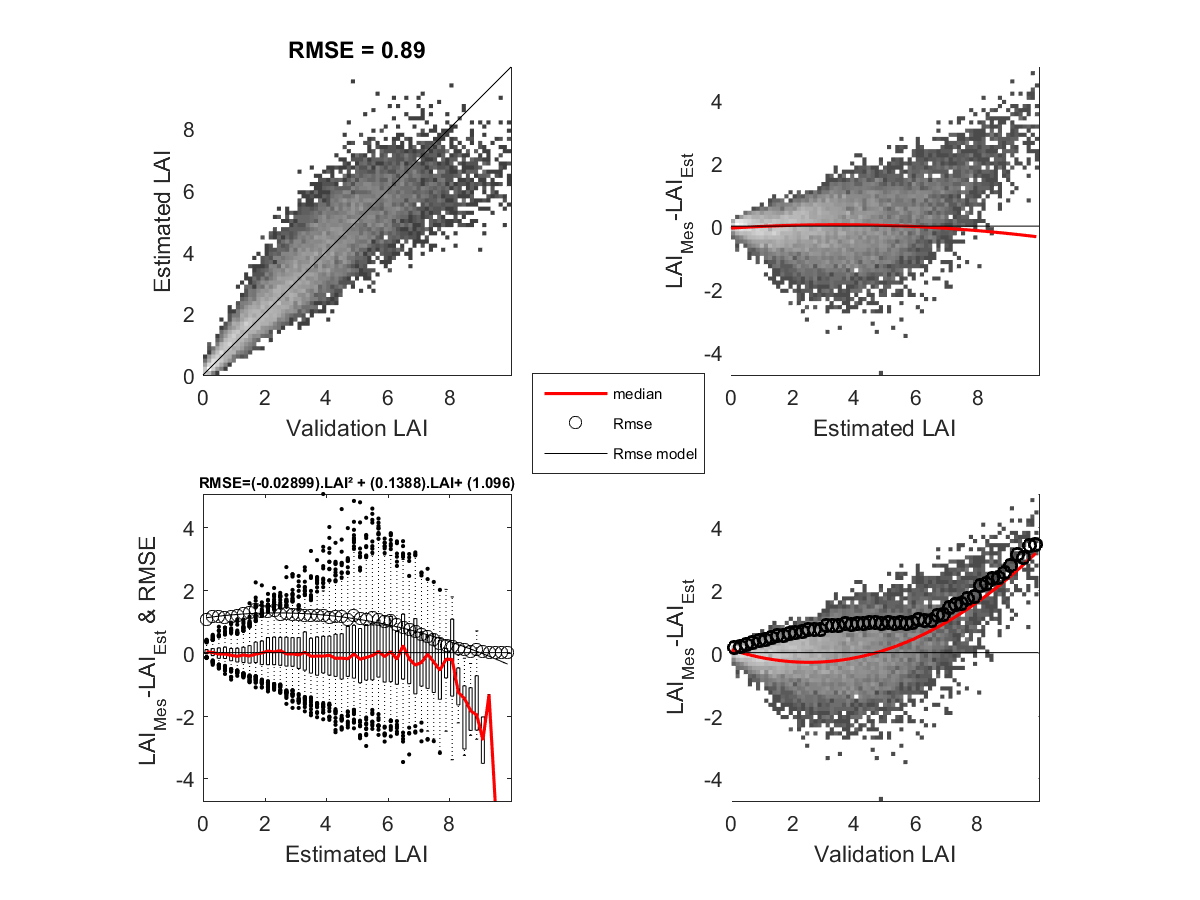 RMSE = 0.89
Estimated LAI
8
6
4
2
0
0 2 4 6 8
Validation LAI
LAI_Mes-LAI_Est
4
2
0
-2
-4
0 2 4 6 8
Estimated LAI
median
Rmse
Rmse model
RMSE=(-0.02899).LAI² + (0.1388).LAI+ (1.096)
LAI_Mes-LAI_Est & RMSE
4
2
0
-2
-4
0 2 4 6 8
Estimated LAI
LAI_Mes-LAI_Est
4
2
0
-2
-4
0 2 4 6 8
Validation LAI